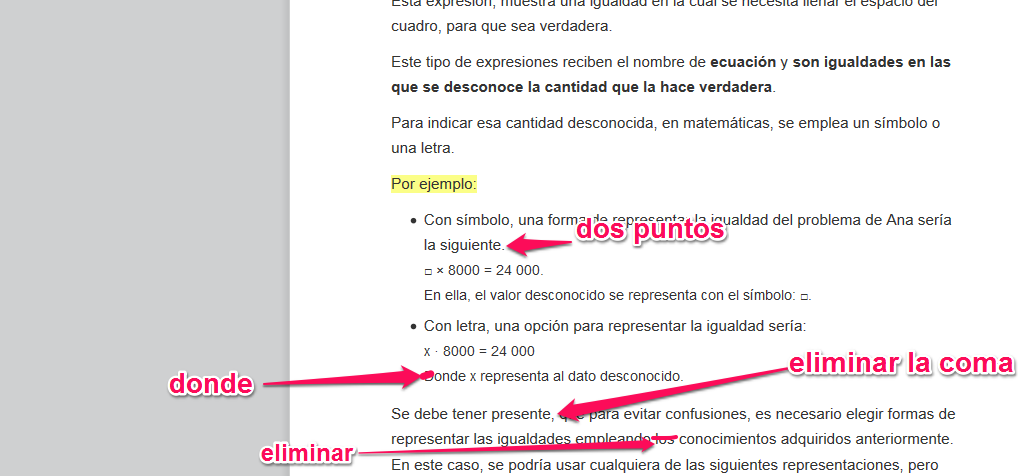 Esta expresión, muestra una igualdad en la cual se necesita llenar el espacio del
cuadro, para que sea verdadera.
Este tipo de expresiones reciben el nombre de ecuación y son igualdades en las
que se desconoce la cantidad que la hace verdadera.
Para indicar esa cantidad desconocida, en matemáticas, se emplea un símbolo o
una letra.
Por ejemplo:
• Con símbolo, una forma de representar la igualdad del problema de Ana sería
dos puntos
la siguiente.
□ × 8000 = 24 000.
En ella, el valor desconocido se representa con el símbolo: □.
• Con letra, una opción para representar la igualdad sería:
x · 8000 = 24 000
eliminar la coma
donde
Donde x representa al dato desconocido.
Se debe tener presente, que para evitar confusiones, es necesario elegir formas de
representar las igualdades empleando los conocimientos adquiridos anteriormente.
eliminar
En este caso, se podría usar cualquiera de las siguientes representaciones, pero